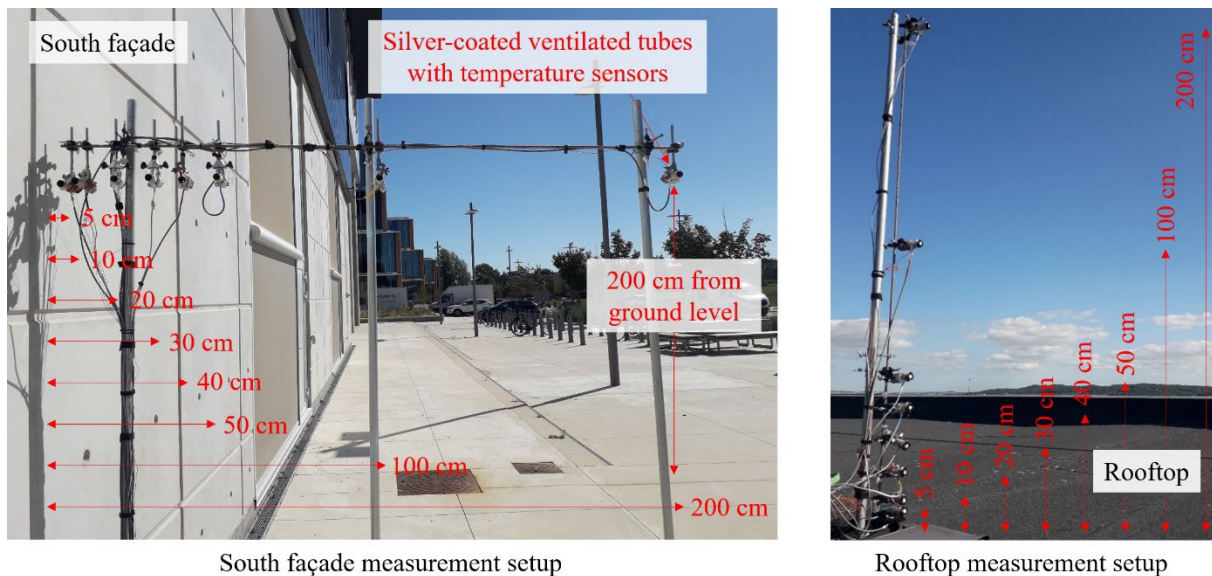 South façade
Silver-coated ventilated tubes
with temperature sensors
5 cm
10 cm
20 cm
30 cm
40 cm
50 cm
100 cm
200 cm
200 cm from
ground level
South façade measurement setup
5 cm
10 cm
20 cm
30 cm
40 cm
50 cm
100 cm
200 cm
Rooftop
Rooftop measurement setup